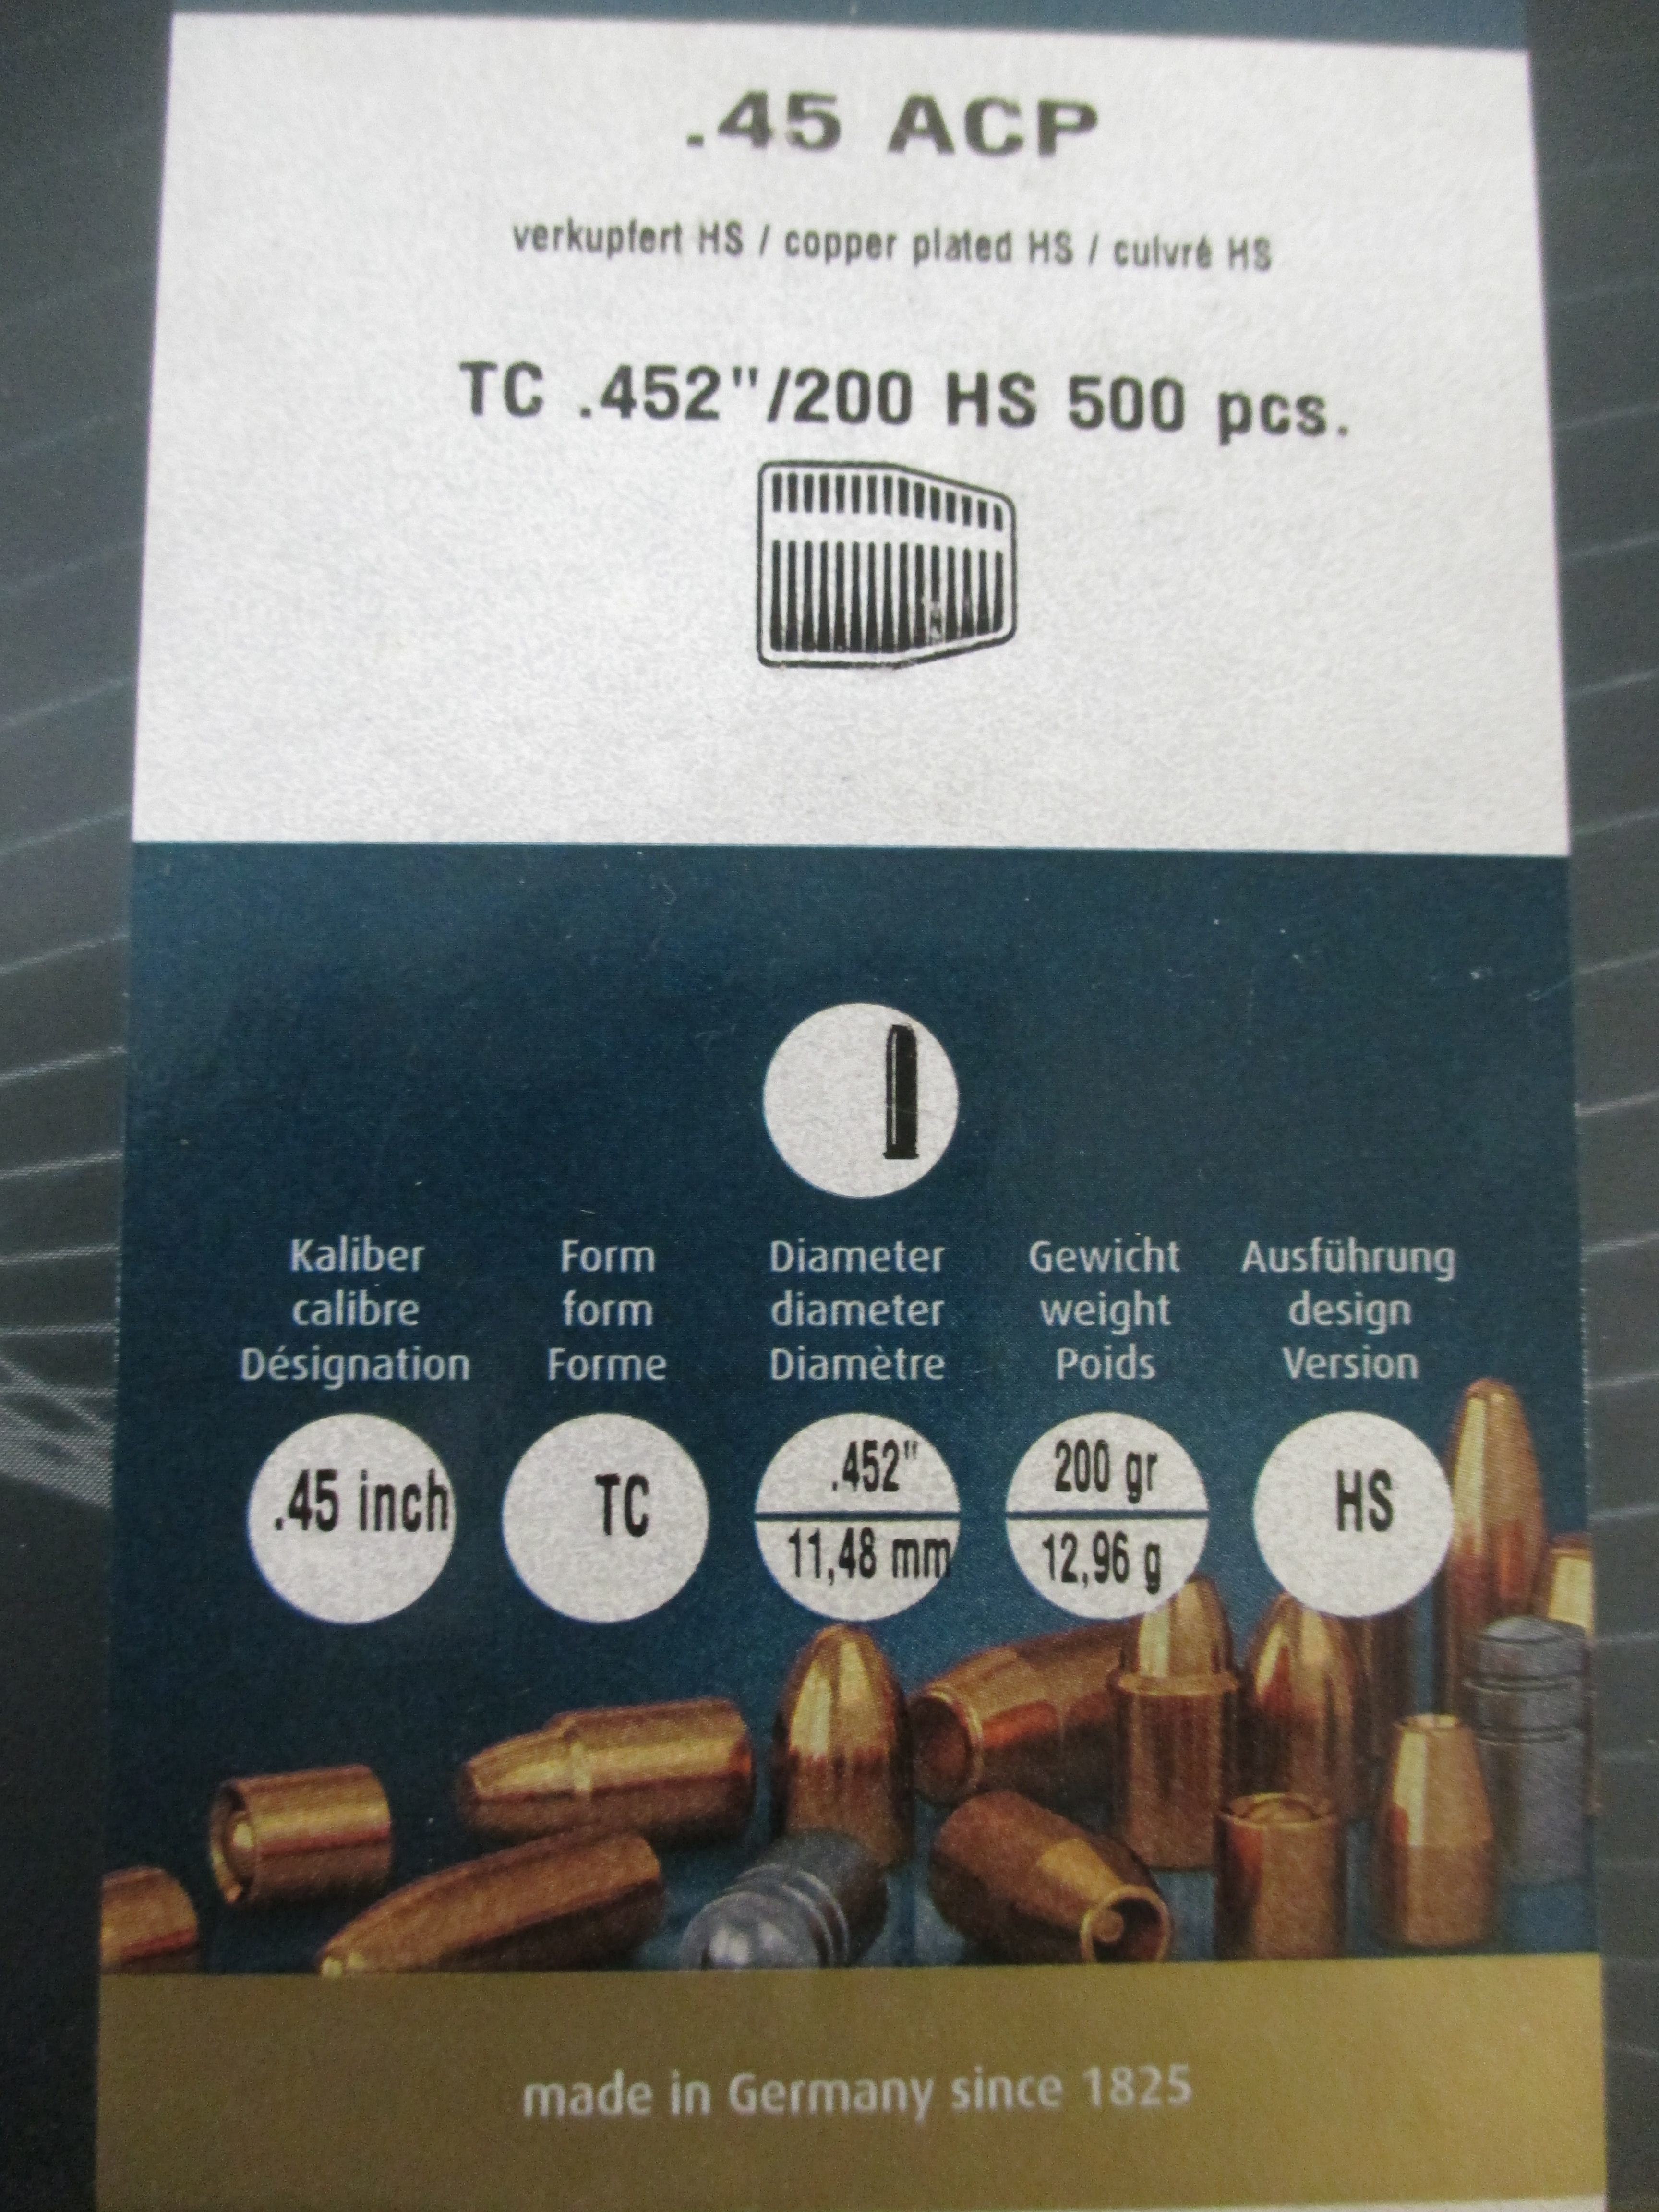 .45 ACP
verkupfert HS / copper plated HS / cuivré HS
TC .452"/200 HS 500 pcs.
Kaliber Form Diameter Gewicht Ausführung
calibre form diameter weight design
Désignation Forme Diamètre Poids Version
.45 inch TC .452" 200 gr HS
11,48 mm 12,96 g
made in Germany since 1825